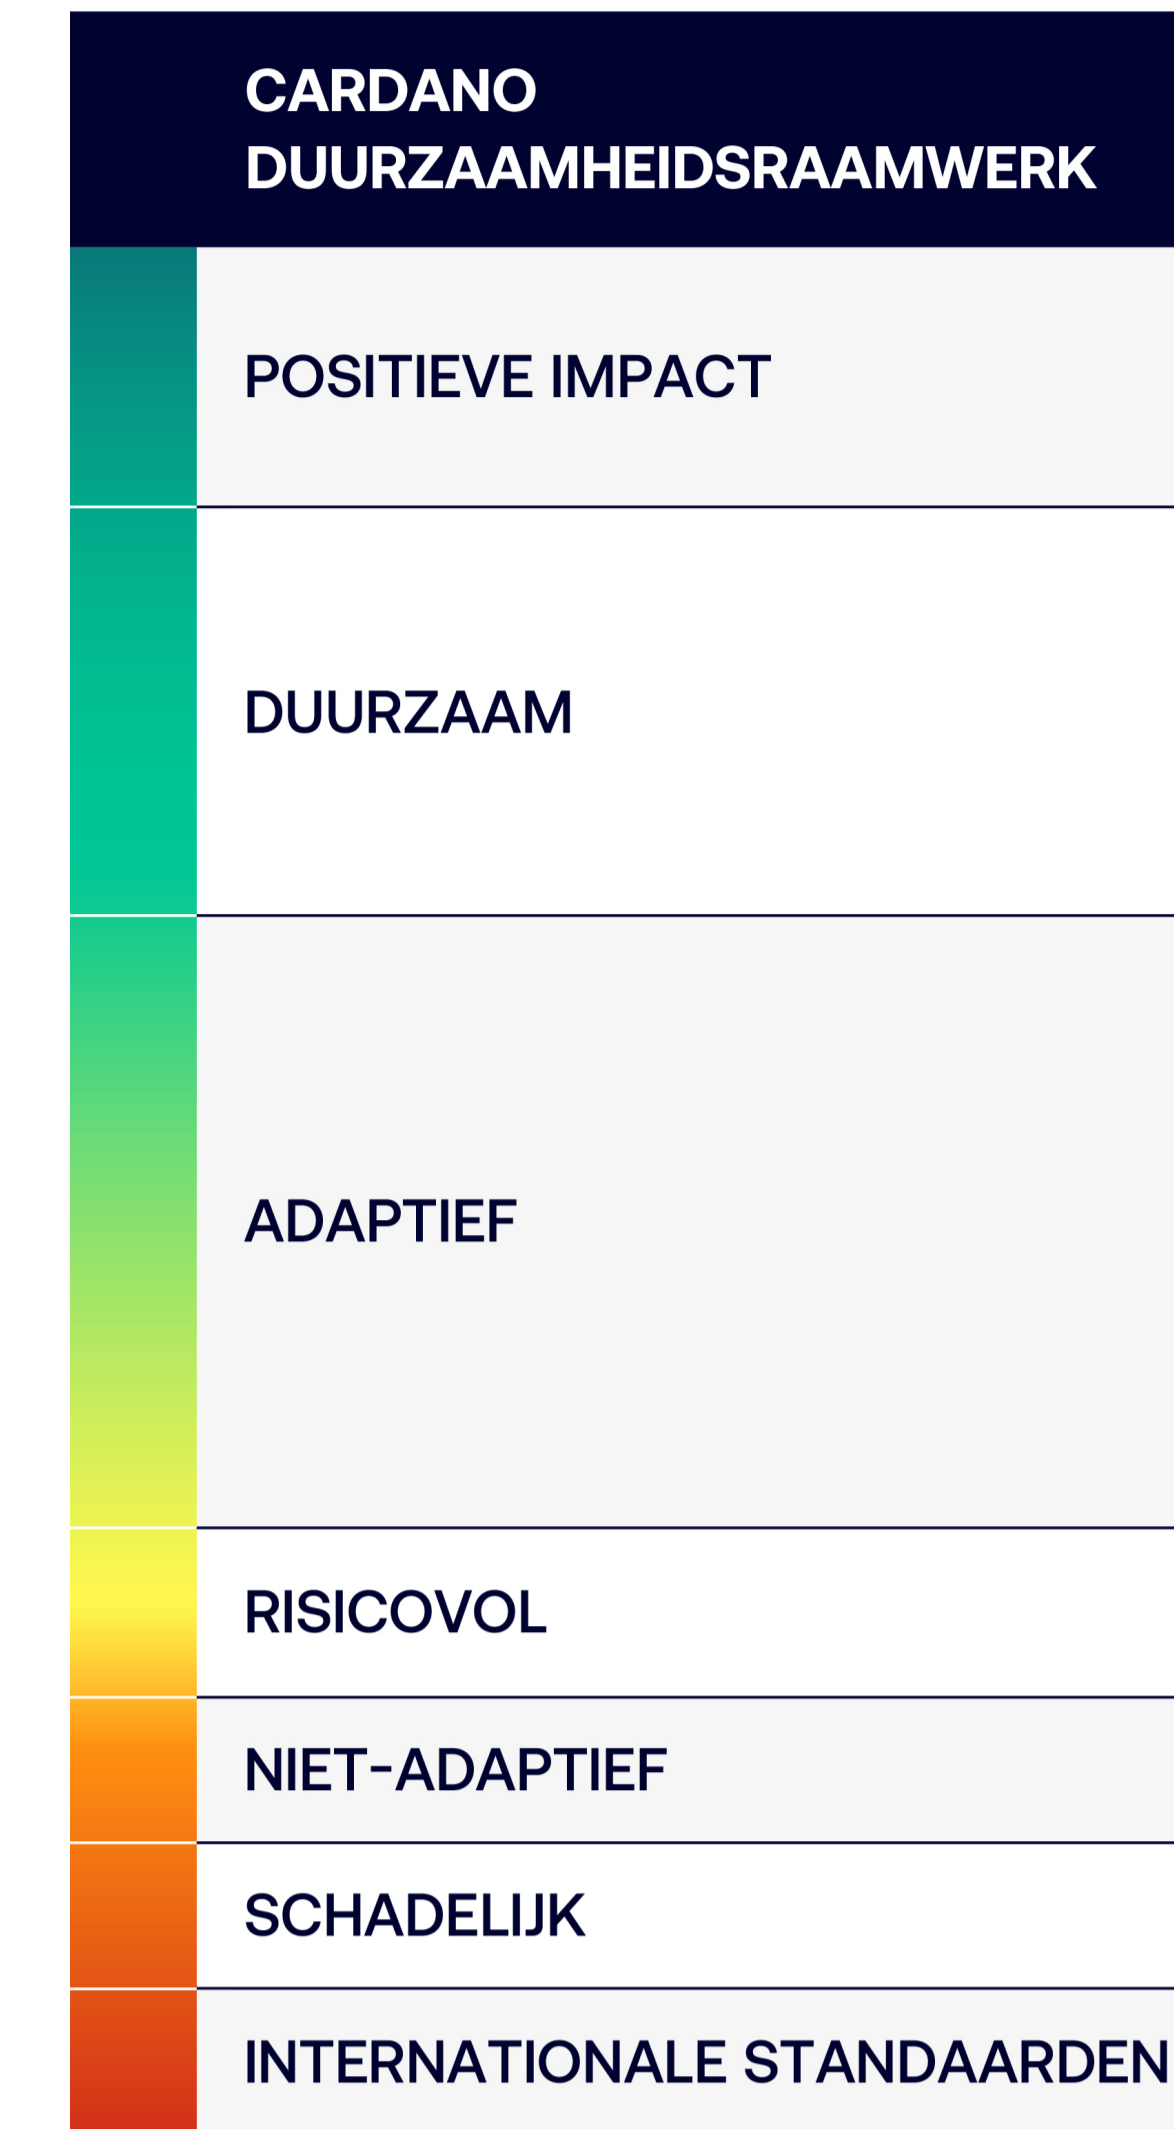 CARDANO
DUURZAAMHEIDSRAAMWERK
POSITIEVE IMPACT
DUURZAAM
ADAPTIEF
RISICOVOL
NIET-ADAPTIEF
SCHADELIJK
INTERNATIONALE STANDAARDEN